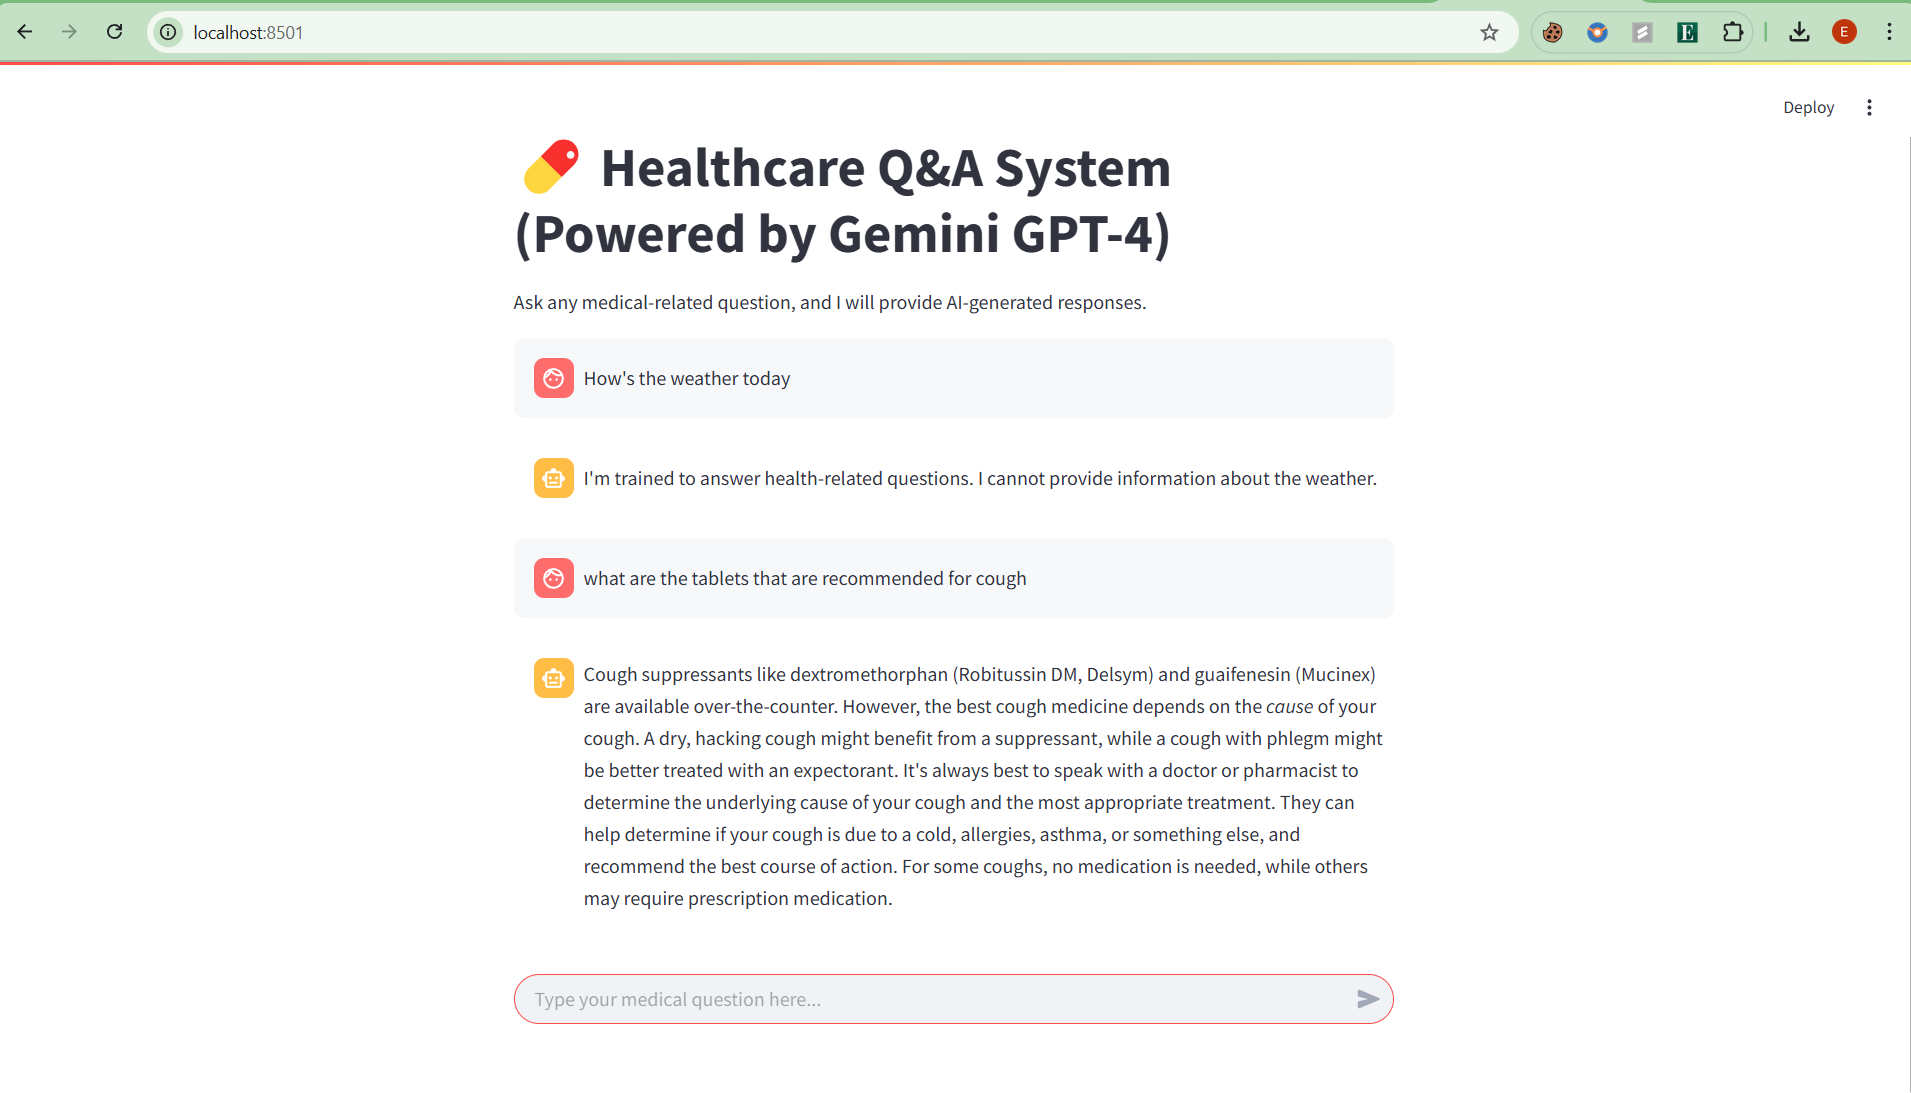 localhost:8501
E
E
Deploy
Healthcare Q&A System
(Powered by Gemini GPT-4)
Ask any medical-related question, and I will provide AI-generated responses.
How's the weather today
I'm trained to answer health-related questions. I cannot provide information about the weather.
what are the tablets that are recommended for cough
Cough suppressants like dextromethorphan (Robitussin DM, Delsym) and guaifenesin (Mucinex)
are available over-the-counter. However, the best cough medicine depends on the cause of your
cough. A dry, hacking cough might benefit from a suppressant, while a cough with phlegm might
be better treated with an expectorant. It's always best to speak with a doctor or pharmacist to
determine the underlying cause of your cough and the most appropriate treatment. They can
help determine if your cough is due to a cold, allergies, asthma, or something else, and
recommend the best course of action. For some coughs, no medication is needed, while others
may require prescription medication.
Type your medical question here...